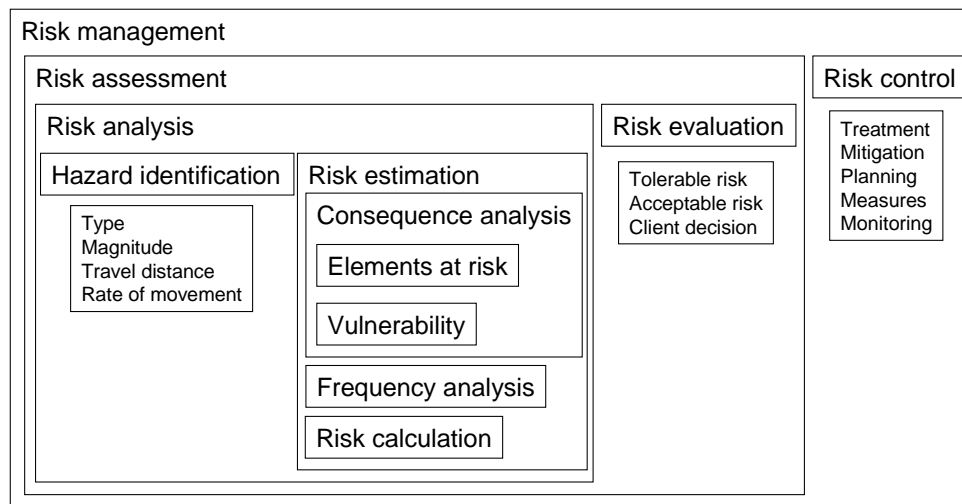 Risk management
Risk assessment
Risk analysis
Hazard identification
Type
Magnitude
Travel distance
Rate of movement
Risk estimation
Consequence analysis
Elements at risk
Vulnerability
Frequency analysis
Risk calculation
Risk evaluation
Tolerable risk
Acceptable risk
Client decision
Risk control
Treatment
Mitigation
Planning
Measures
Monitoring